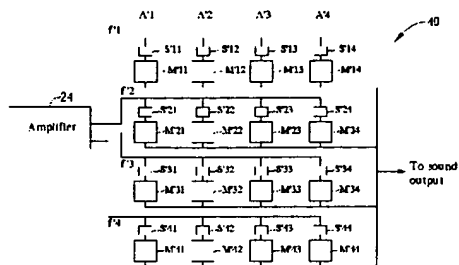 A'1 A'2 A'3 A'4
40
f'1
S'11 S'12 S'13 S'14
M'11 M'12 M'13 M'14
24
f'2
S'21 S'22 S'23 S'24
Amplifier
M'21 M'22 M'23 M'34
f'3
S'31 S'32 S'33 S'34
To sound
output
M'31 M'32 M'33 M'34
f'4
S'41 S'42 S'43 S'44
M'41 M'42 M'43 M'44